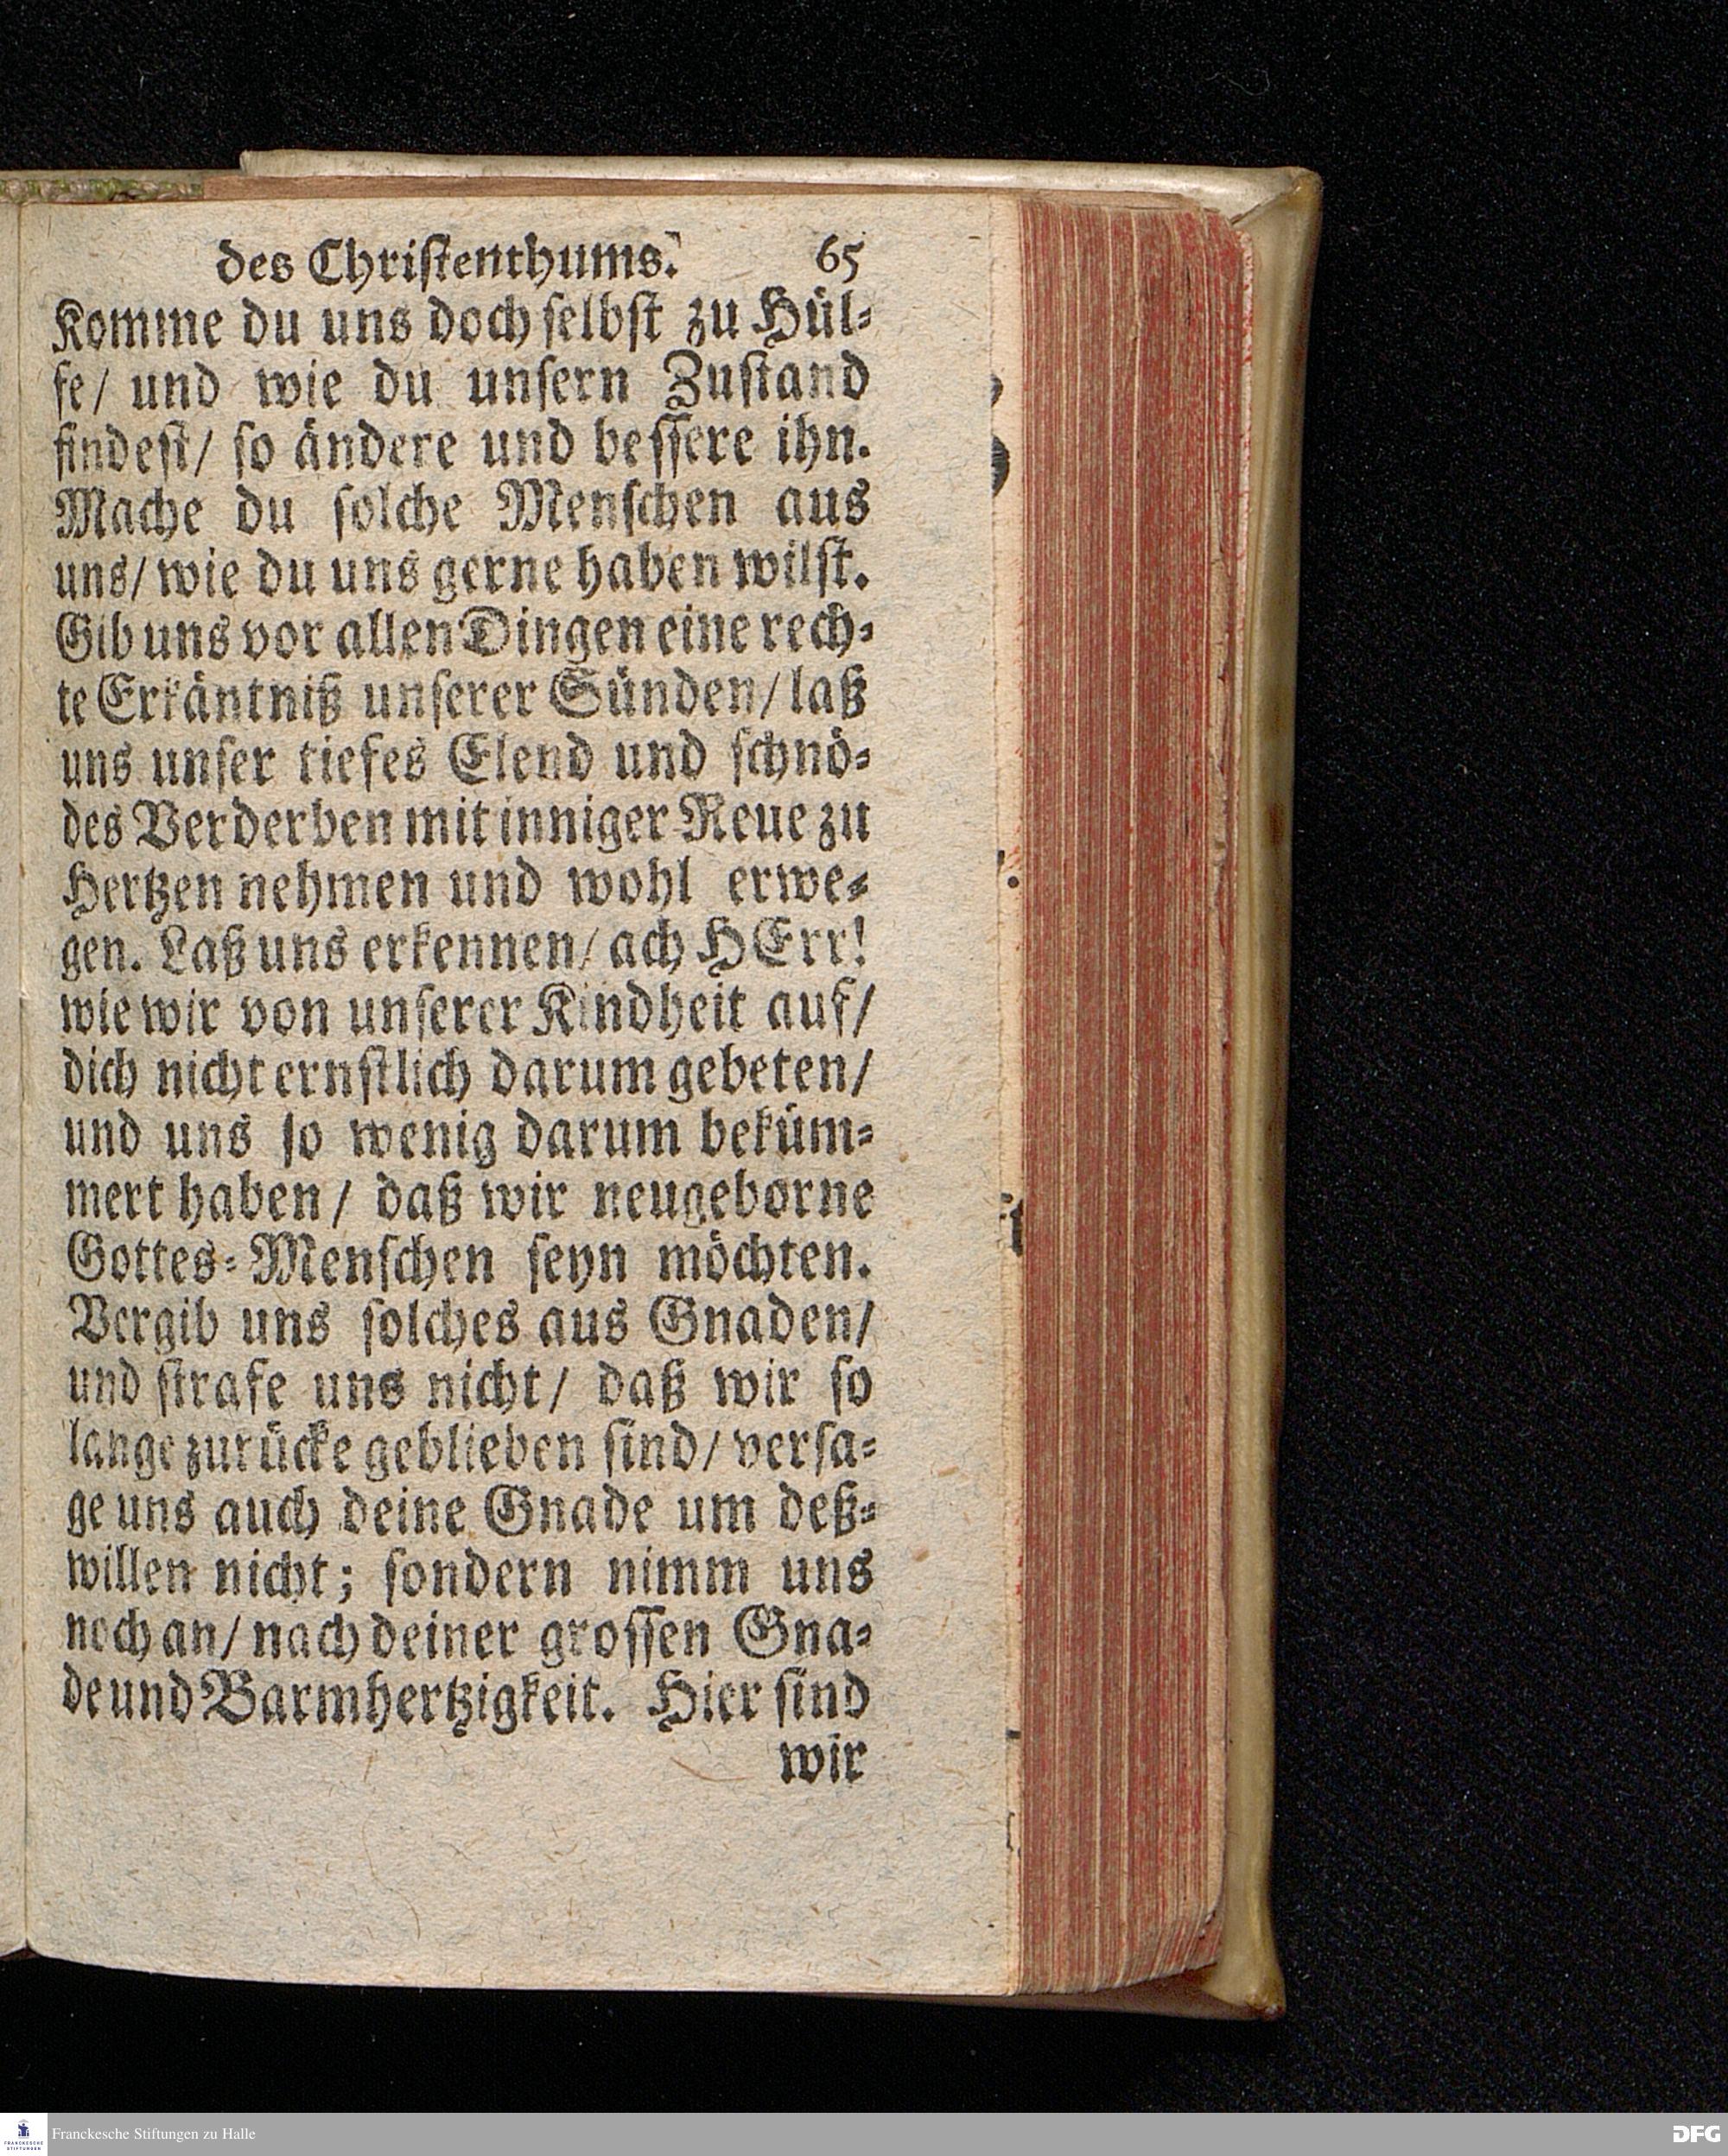 des Christenthums. 65
Komme du uns doch selbst zu Hül-
fe/ und wie du unsern Zustand
findest/ so ändere und bessere ihn.
Mache du solche Menschen aus
uns/ wie du uns gerne haben wilst.
Gib uns vor allen Dingen eine rech-
te Erkäntniß unserer Sünden/ laß
uns unser tiefes Elend und schnö-
des Verderben mit inniger Reue zu
Hertzen nehmen und wohl erwe-
gen. Laß uns erkennen/ ach HErr!
wie wir von unserer Kindheit auf/
dich nicht ernstlich darum gebeten/
und uns so wenig darum beküm-
mert haben/ daß wir neugeborne
Gottes-Menschen seyn möchten.
Vergib uns solches aus Gnaden/
und strafe uns nicht/ daß wir so
lange zurücke geblieben sind/ versa-
ge uns auch deine Gnade um deß-
willen nicht; sondern nimm uns
noch an/ nach deiner grossen Gna-
de und Barmhertzigkeit. Hier sind
wir
FRANCKESCHE STIFTUNGEN
Franckesche Stiftungen zu Halle
DFG